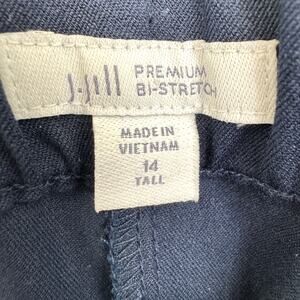 J.Jill PREMIUM
BI-STRETCH
MADE IN
VIETNAM
14
TALL